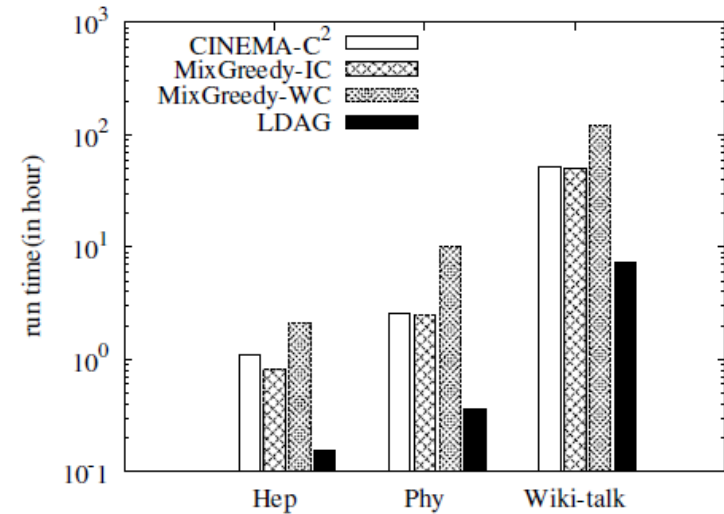 10^3
CINEMA-C^2
MixGreedy-IC
MixGreedy-WC
LDAG
10^2
10^1
10^0
10^-1
run time(in hour)
Hep Phy Wiki-talk